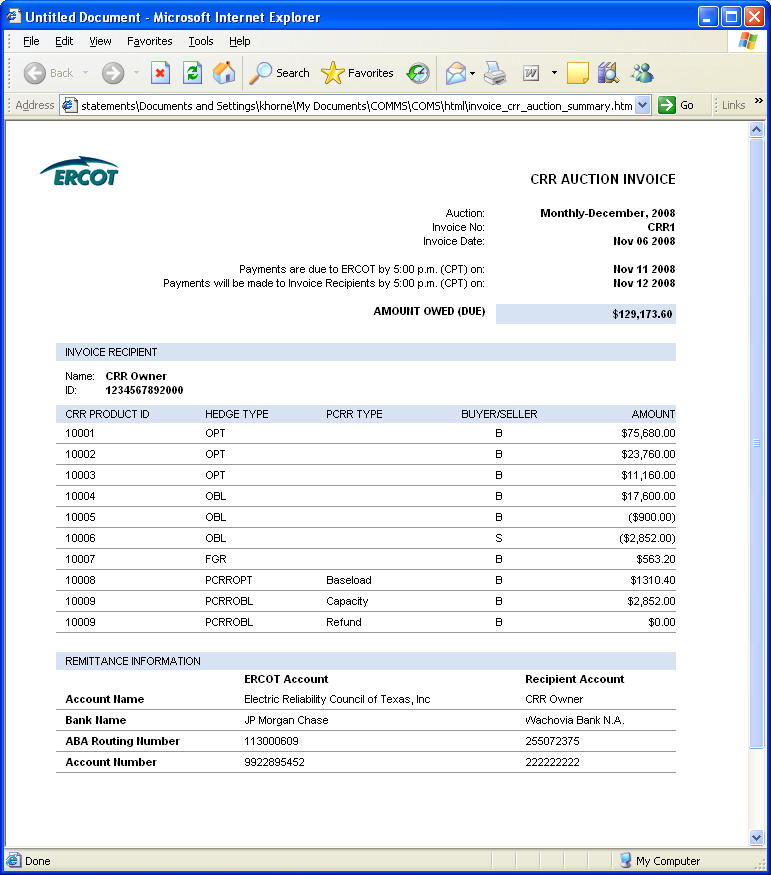 Untitled Document - Microsoft Internet Explorer
File Edit View Favorites Tools Help
Back Search Favorites
Address statements\Documents and Settings\khorne\My Documents\COMMS\COMS\html\invoice_crr_auction_summary.htm Go Links »
ERCOT
CRR AUCTION INVOICE
Auction: Monthly-December, 2008
Invoice No: CRR1
Invoice Date: Nov 06 2008
Payments are due to ERCOT by 5:00 p.m. (CPT) on: Nov 11 2008
Payments will be made to Invoice Recipients by 5:00 p.m. (CPT) on: Nov 12 2008
AMOUNT OWED (DUE) $129,173.60
INVOICE RECIPIENT
Name: CRR Owner
ID: 1234567892000
CRR PRODUCT ID HEDGE TYPE PCRR TYPE BUYER/SELLER AMOUNT
10001 OPT B $75,680.00
10002 OPT B $23,760.00
10003 OPT B $11,160.00
10004 OBL B $17,600.00
10005 OBL B ($900.00)
10006 OBL S ($2,852.00)
10007 FGR B $563.20
10008 PCRROPT Baseload B $1310.40
10009 PCRROBL Capacity B $2,852.00
10009 PCRROBL Refund B $0.00
REMITTANCE INFORMATION
ERCOT Account Recipient Account
Account Name Electric Reliability Council of Texas, Inc CRR Owner
Bank Name JP Morgan Chase Wachovia Bank N.A.
ABA Routing Number 113000609 255072375
Account Number 9922895452 222222222
Done My Computer